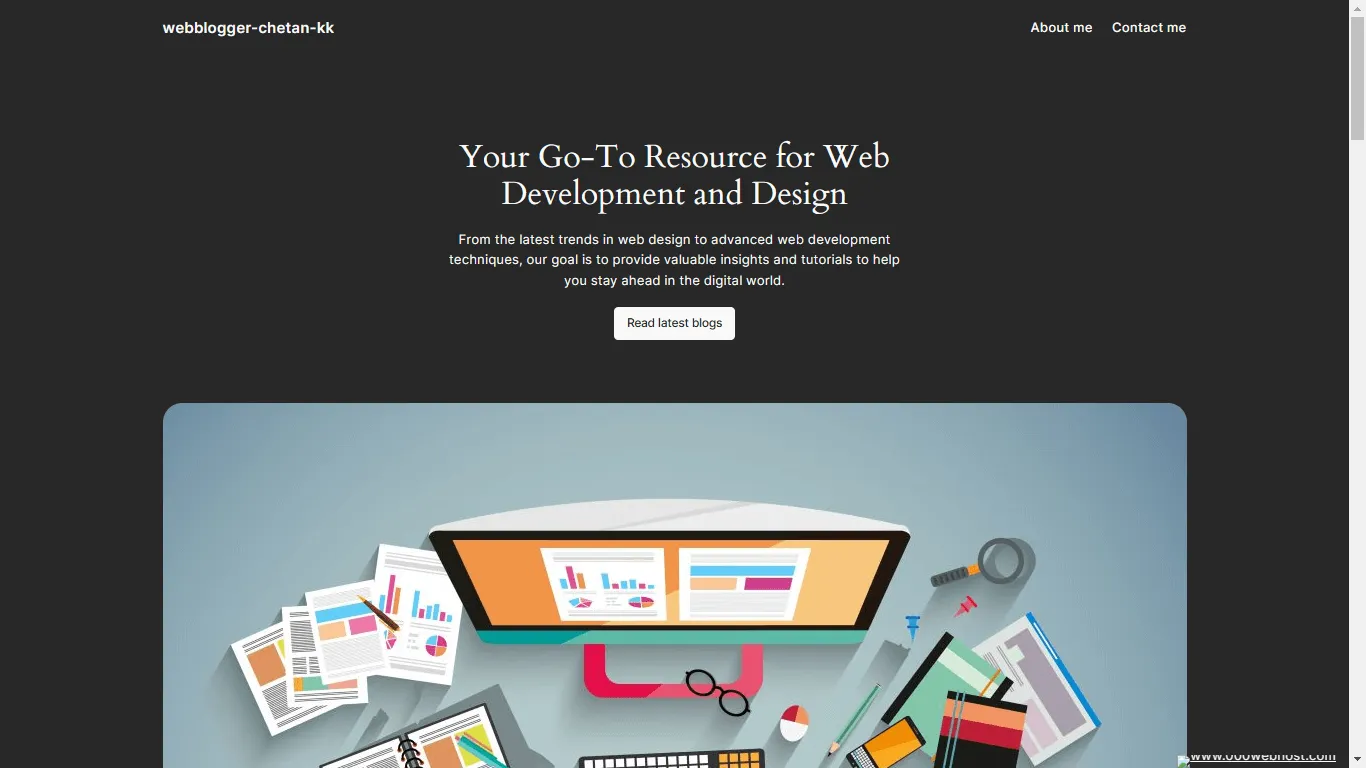 webblogger-chetan-kk
About me
Contact me
Your Go-To Resource for Web
Development and Design
From the latest trends in web design to advanced web development
techniques, our goal is to provide valuable insights and tutorials to help
you stay ahead in the digital world.
Read latest blogs
www.000webhost.com